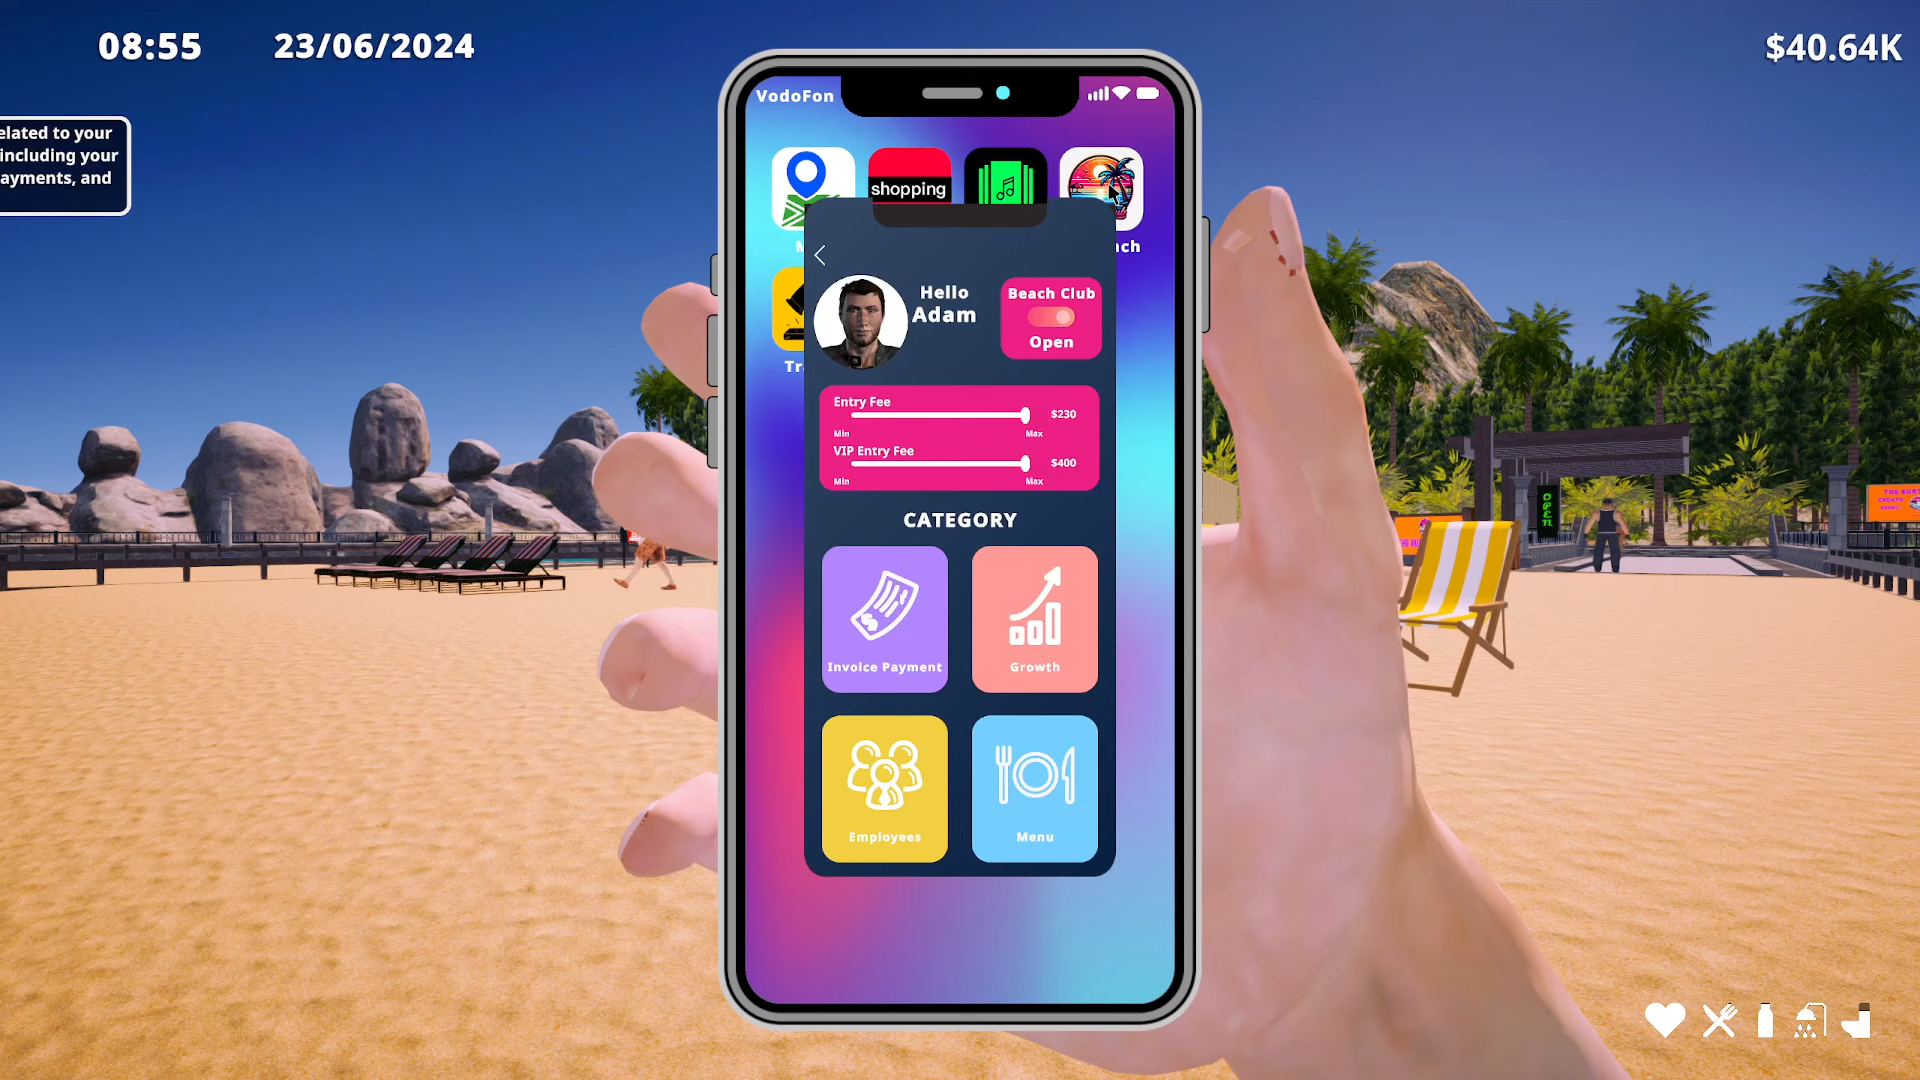 08:55
23/06/2024
$40.64K
elated to your
including your
ayments, and
VodoFon
shopping
ch
Tr
Hello
Adam
Beach Club
Open
Entry Fee
$230
Min
Max
VIP Entry Fee
$400
Min
Max
CATEGORY
Invoice Payment
Growth
Employees
Menu
OPEN